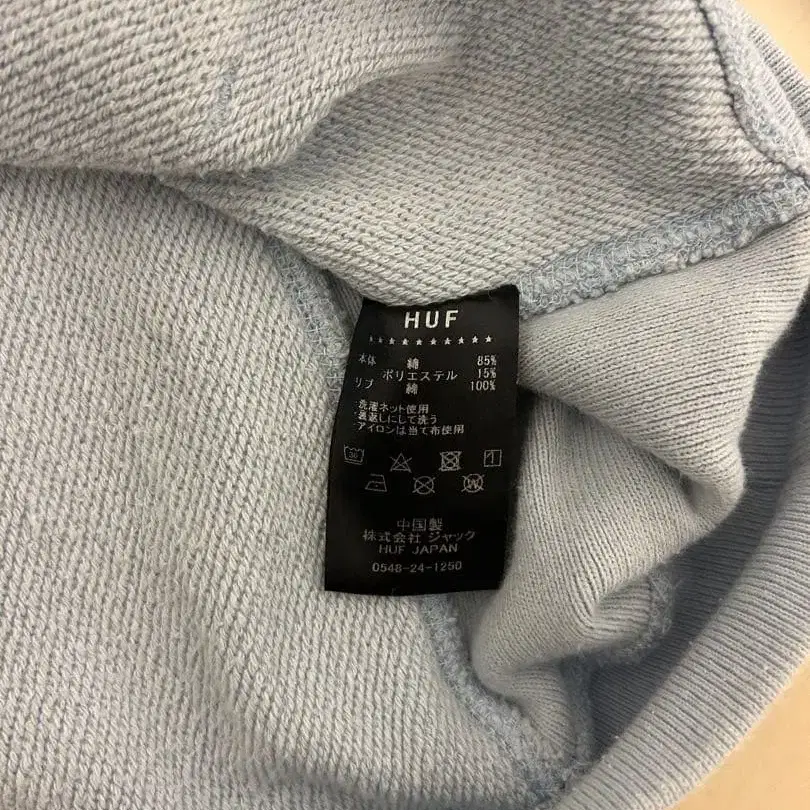 HUF
★★★★★★★★★★
本体 綿 85%
ポリエステル 15%
リブ 綿 100%
洗濯ネット使用
裏返しにして洗う
アイロンは当て布使用
30
W
中国製
株式会社 ジャック
HUF JAPAN
0548-24-1250